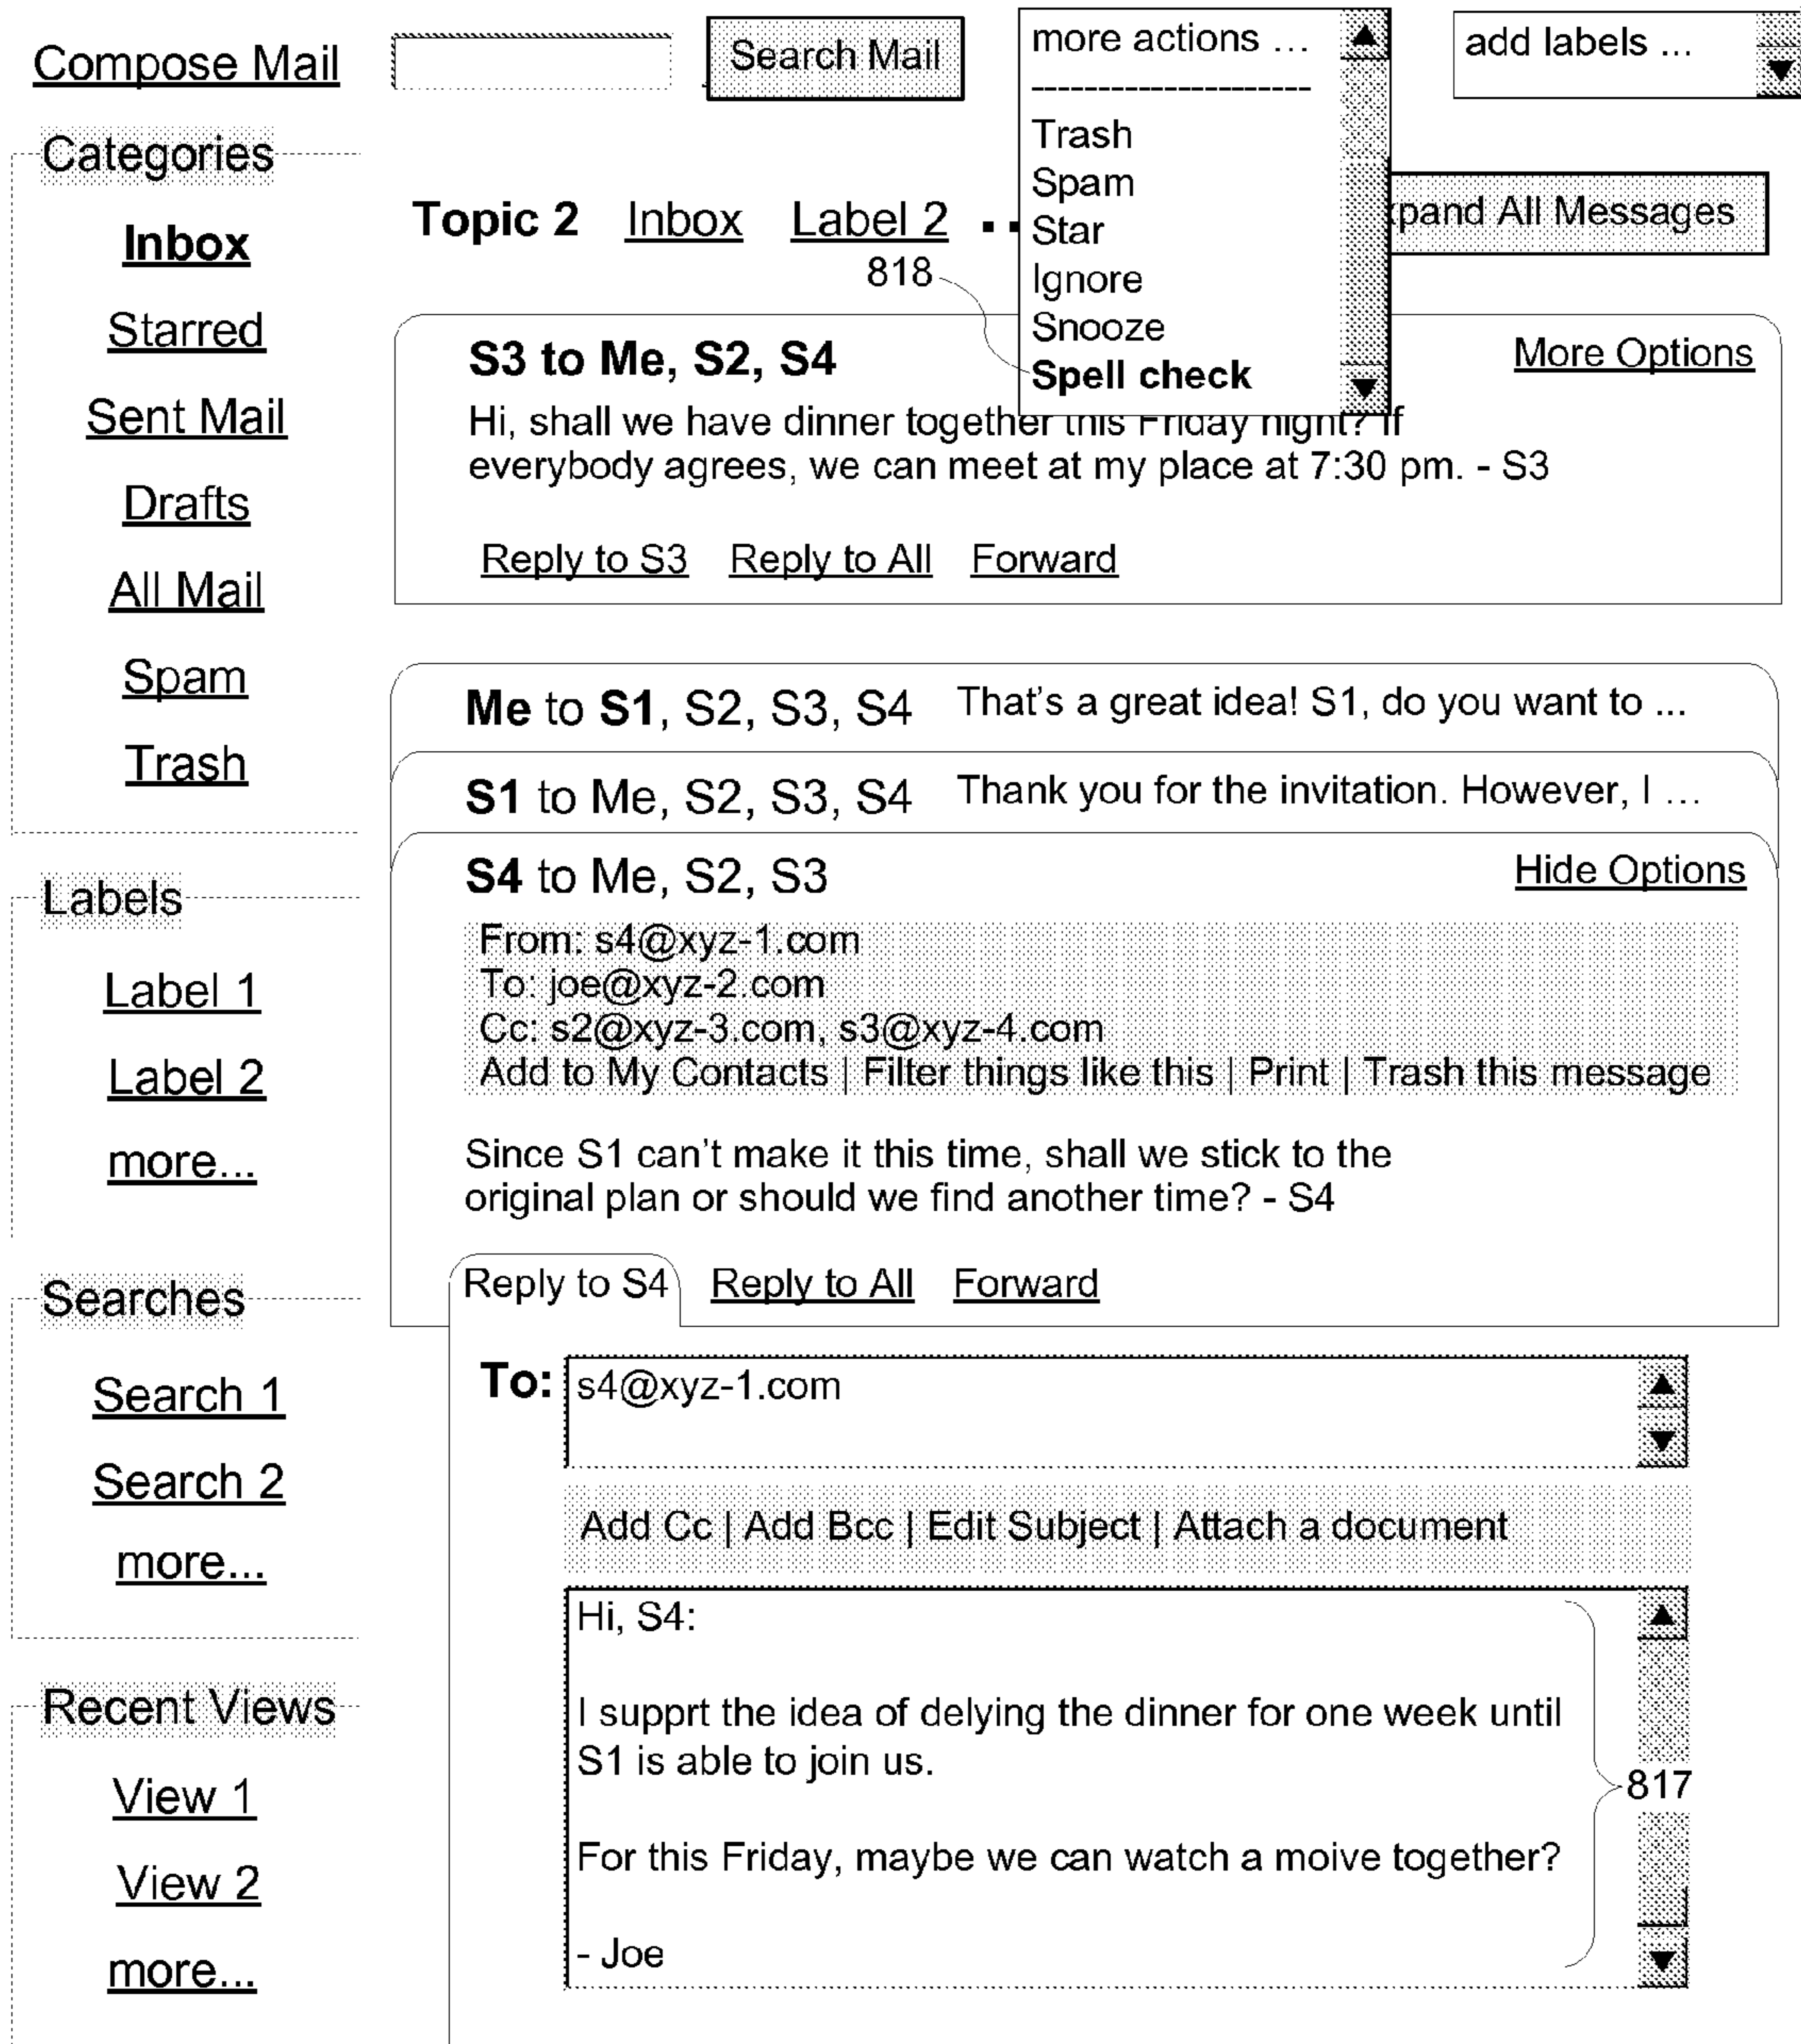 Compose Mail
Search Mail
more actions ...
--------------------
Trash
Spam
Star
Ignore
Snooze
Spell check
add labels ...
Categories
Inbox
Starred
Sent Mail
Drafts
All Mail
Spam
Trash
Labels
Label 1
Label 2
more...
Searches
Search 1
Search 2
more...
Recent Views
View 1
View 2
more...
Topic 2 Inbox Label 2
xpand All Messages
818
S3 to Me, S2, S4
More Options
Hi, shall we have dinner together this Friday night? If
everybody agrees, we can meet at my place at 7:30 pm. - S3
Reply to S3 Reply to All Forward
Me to S1, S2, S3, S4 That's a great idea! S1, do you want to ...
S1 to Me, S2, S3, S4 Thank you for the invitation. However, I ...
S4 to Me, S2, S3
Hide Options
From: s4@xyz-1.com
To: joe@xyz-2.com
Cc: s2@xyz-3.com, s3@xyz-4.com
Add to My Contacts | Filter things like this | Print | Trash this message
Since S1 can't make it this time, shall we stick to the
original plan or should we find another time? - S4
Reply to S4 Reply to All Forward
To: s4@xyz-1.com
Add Cc | Add Bcc | Edit Subject | Attach a document
Hi, S4:
I supprt the idea of delying the dinner for one week until
S1 is able to join us.
817
For this Friday, maybe we can watch a moive together?
- Joe